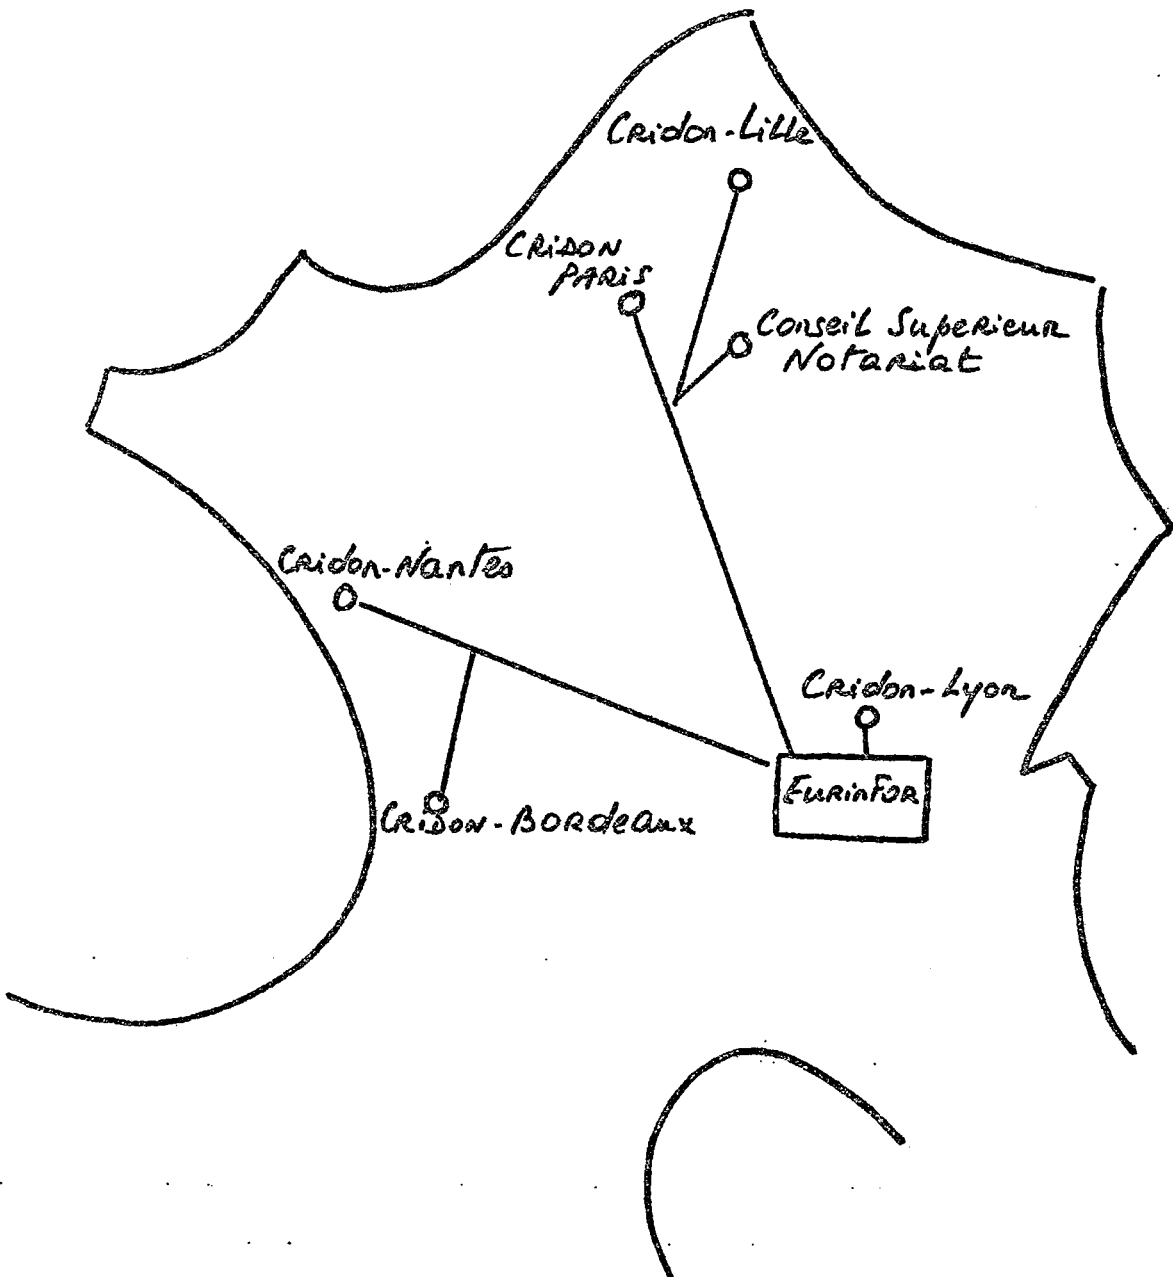 Cridon-Lille
CRIDON
PARIS
Conseil Superieur
Notariat
Cridon-Nantes
Cridon-Lyon
EurinFor
CRIDON-BORDeaux